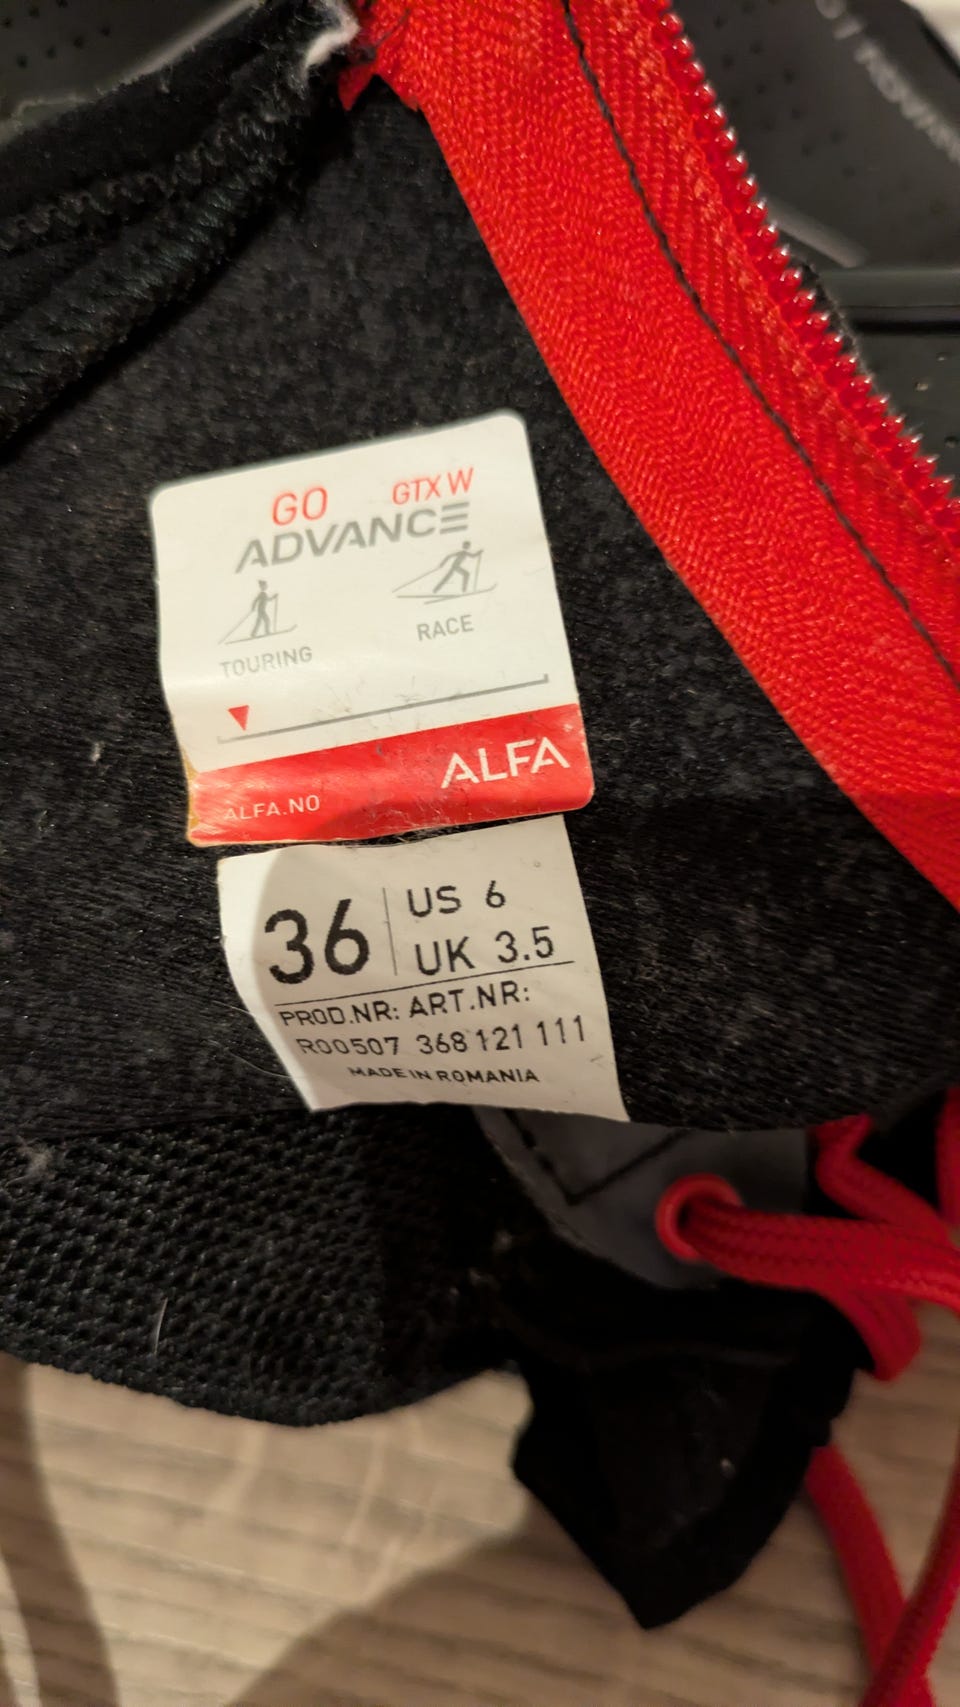 GO GTX W
ADVANCE
TOURING RACE
ALFA
ALFA.NO
36 US 6
UK 3.5
PROD.NR: ART.NR:
R00507 368 121 111
MADE IN ROMANIA